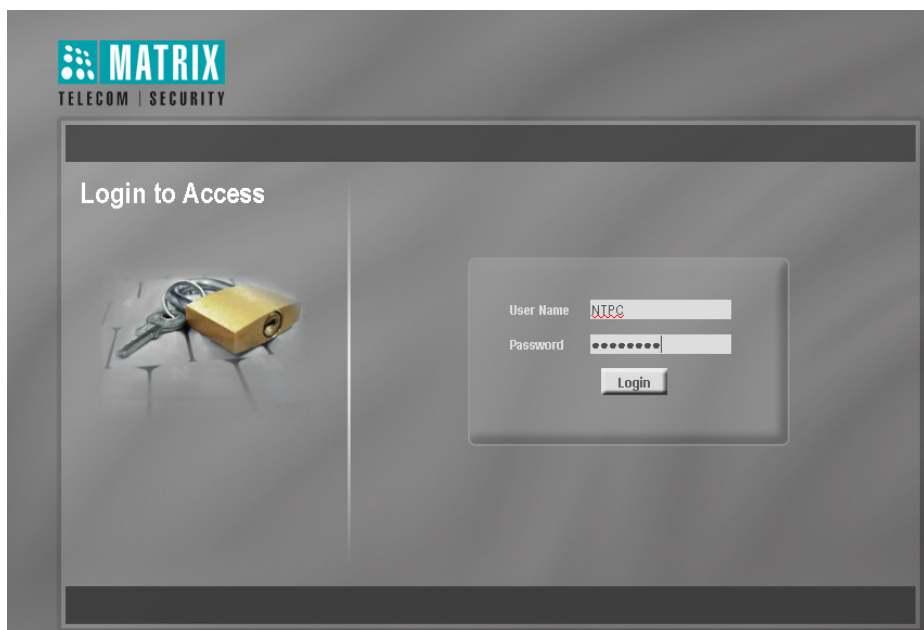 MATRIX
TELECOM | SECURITY
Login to Access
User Name NTPC
Password ••••••••
Login